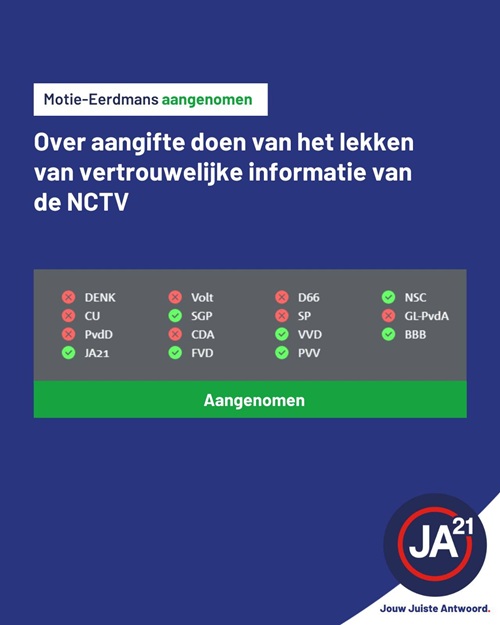 Motie-Eerdmans aangenomen
Over aangifte doen van het lekken
van vertrouwelijke informatie van
de NCTV
DENK Volt D66 NSC
CU SGP SP GL-PvdA
PvdD CDA VVD BBB
JA21 FVD PVV
Aangenomen
JA21
Jouw Juiste Antwoord.